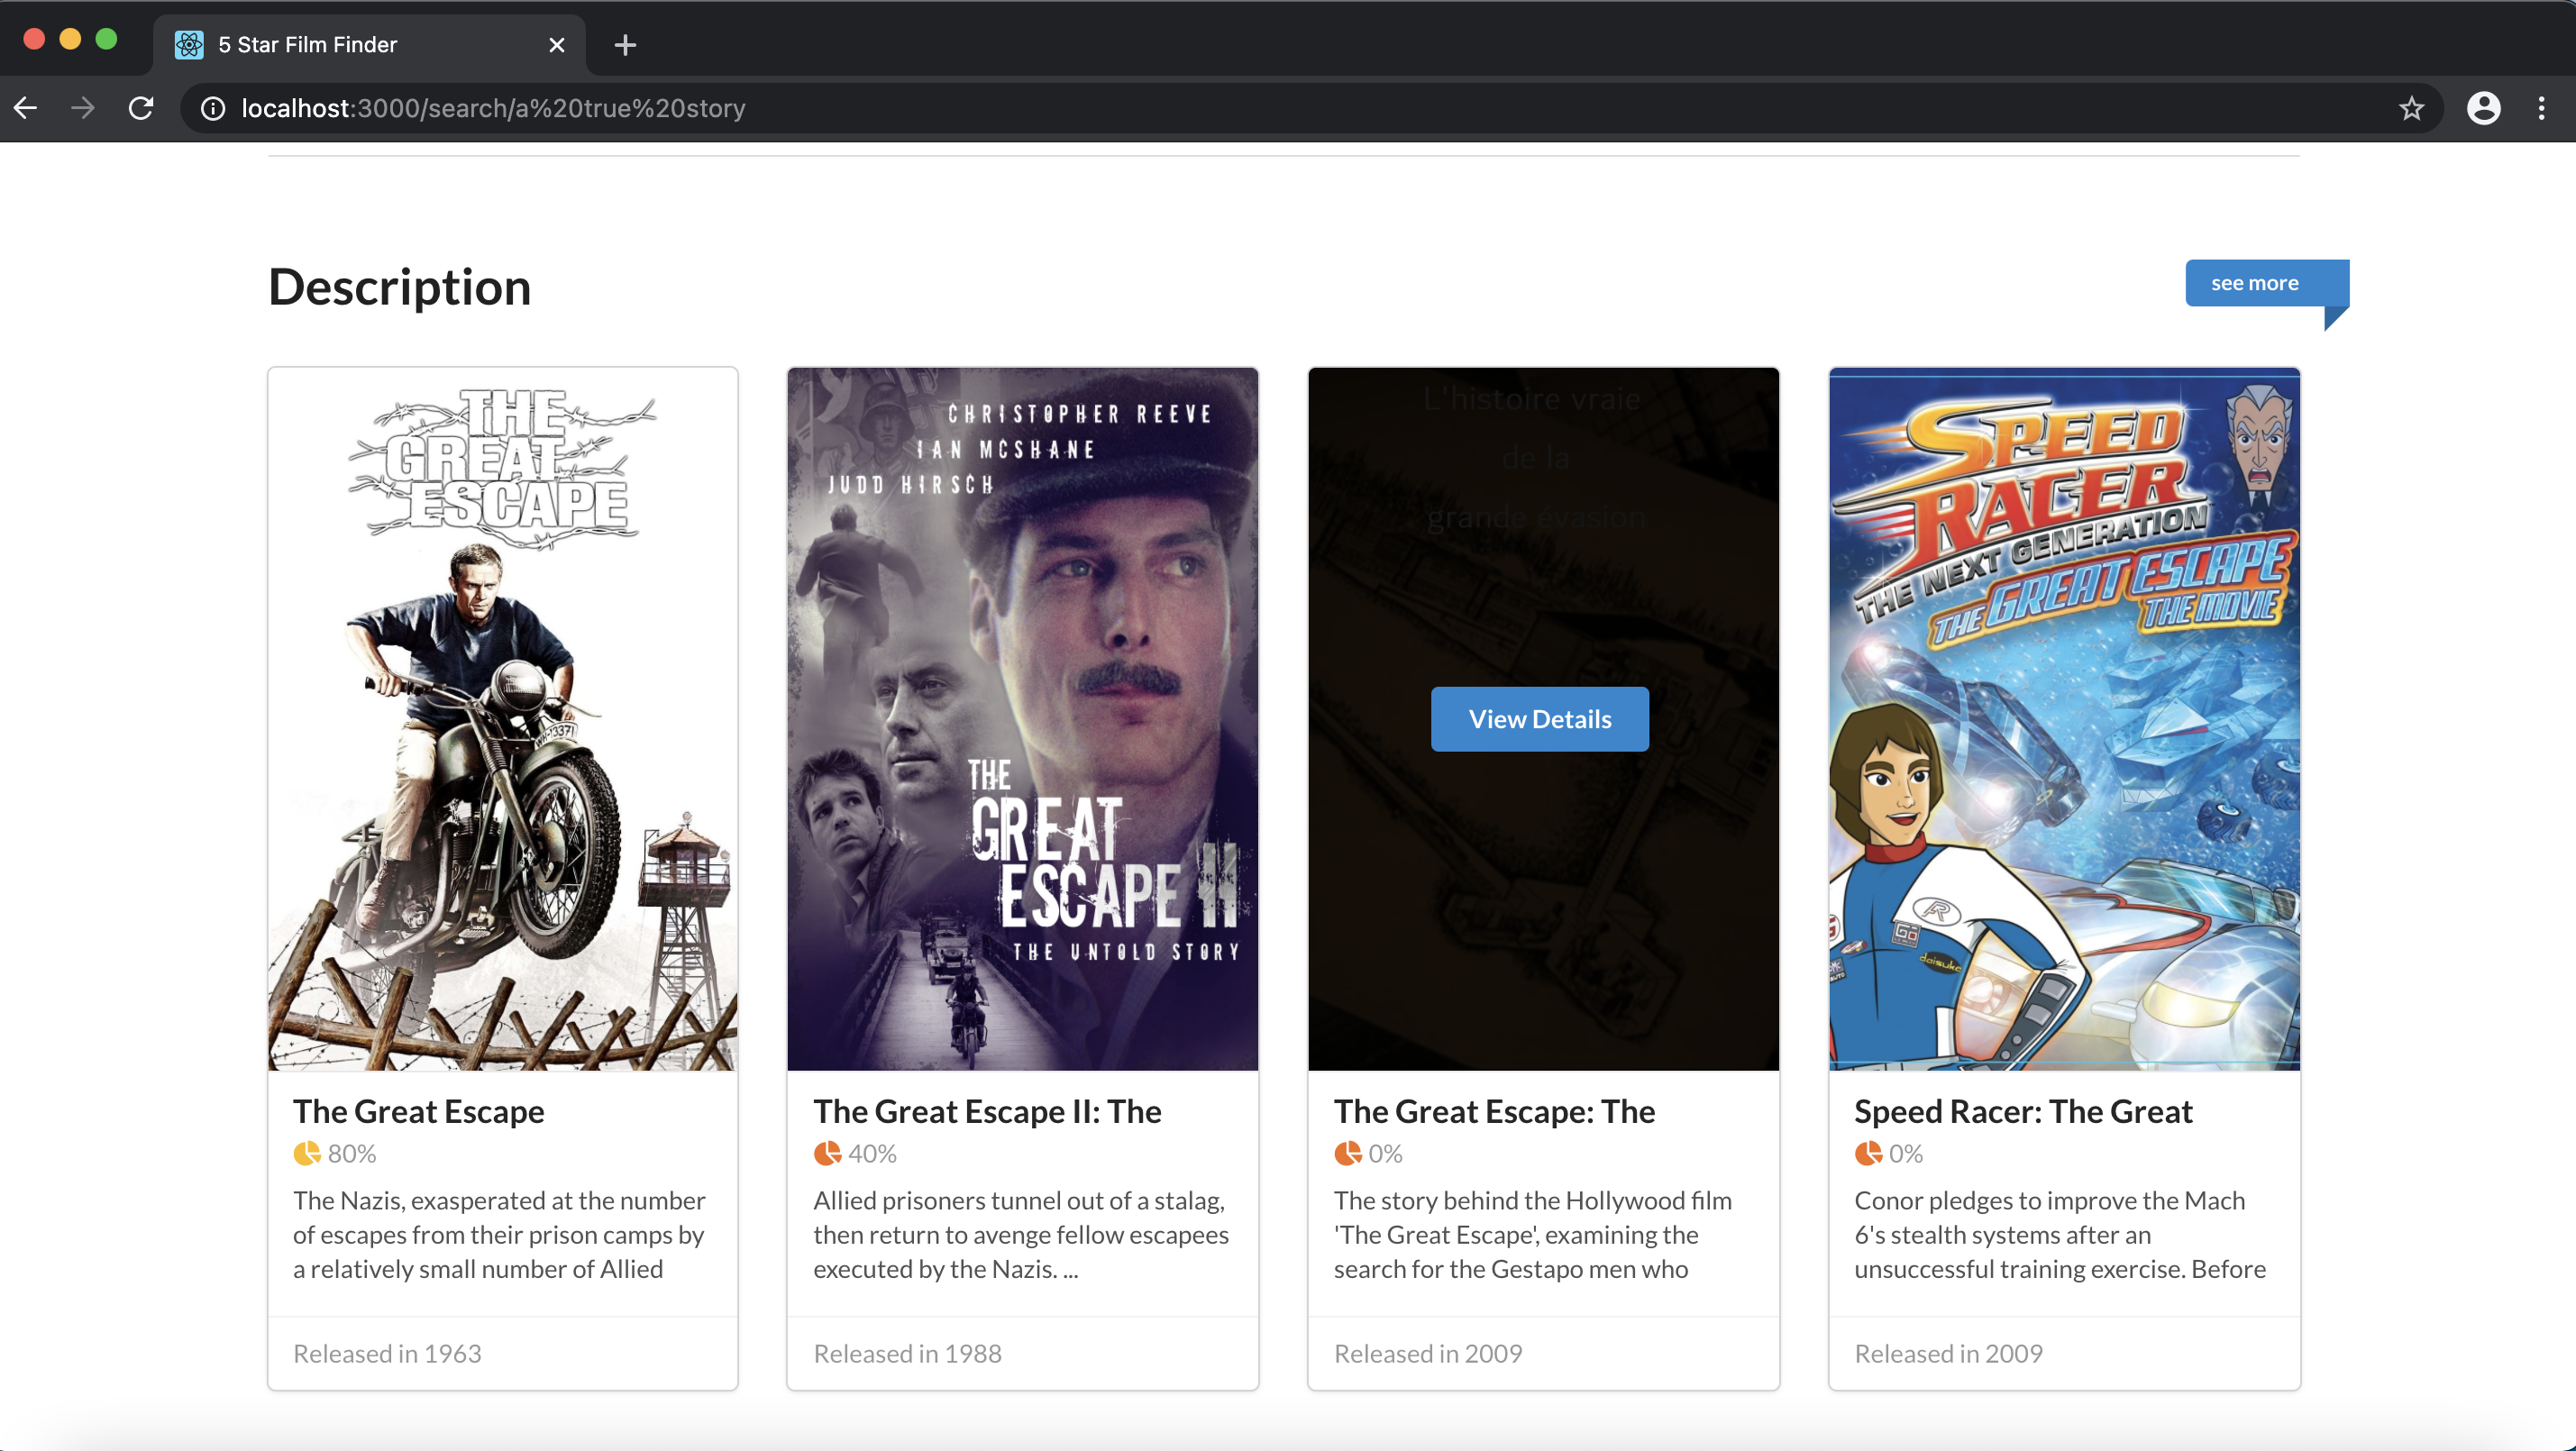 5 Star Film Finder
localhost:3000/search/a%20true%20story
Description
see more
THE
GREAT
ESCAPE
WH-13371
The Great Escape
80%
The Nazis, exasperated at the number
of escapes from their prison camps by
a relatively small number of Allied
Released in 1963
CHRISTOPHER REEVE
IAN MCSHANE
JUDD HIRSCH
THE
GREAT
ESCAPE II
THE UNTOLD STORY
The Great Escape II: The
40%
Allied prisoners tunnel out of a stalag,
then return to avenge fellow escapees
executed by the Nazis. ...
Released in 1988
L'histoire vraie
de la
grande évasion
View Details
The Great Escape: The
0%
The story behind the Hollywood film
'The Great Escape', examining the
search for the Gestapo men who
Released in 2009
SPEED
RACER
THE NEXT GENERATION
THE GREAT ESCAPE
THE MOVIE
daisuke
Speed Racer: The Great
0%
Conor pledges to improve the Mach
6's stealth systems after an
unsuccessful training exercise. Before
Released in 2009